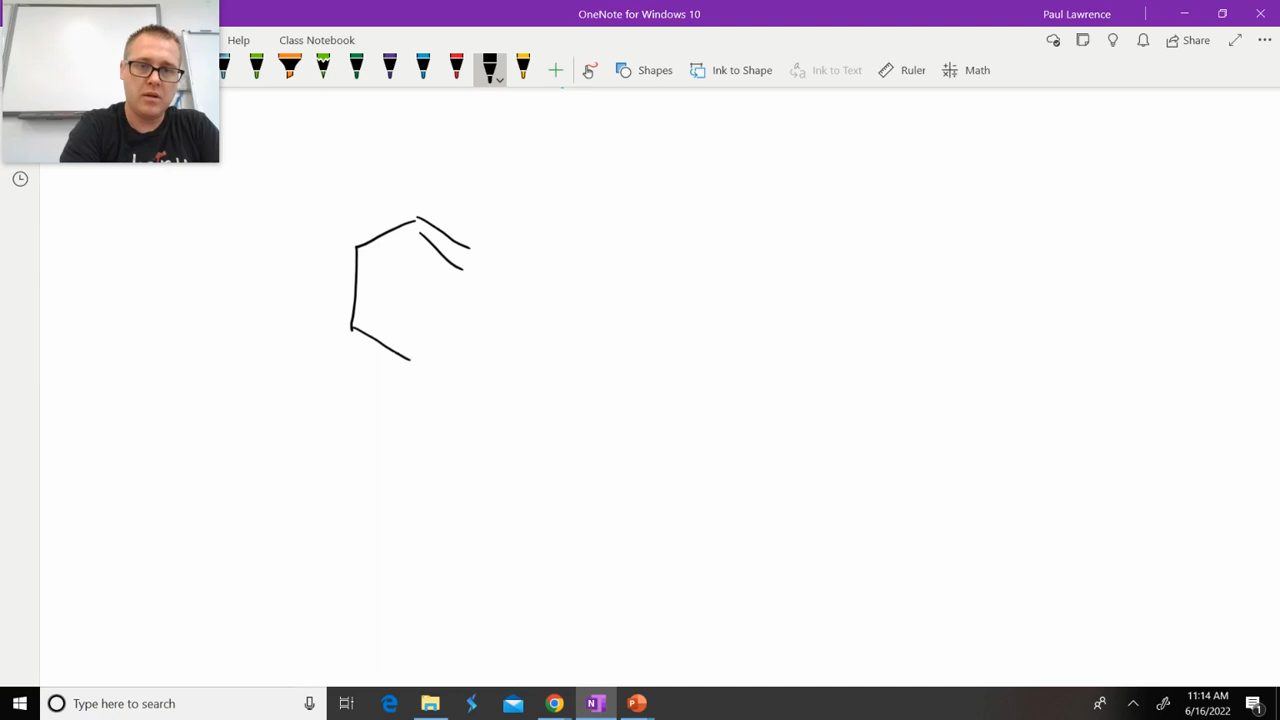 OneNote for Windows 10
Paul Lawrence
Help
Class Notebook
Shapes
Ink to Shape
Ink to Text
Ruler
Math
Share
Type here to search
11:14 AM
6/16/2022